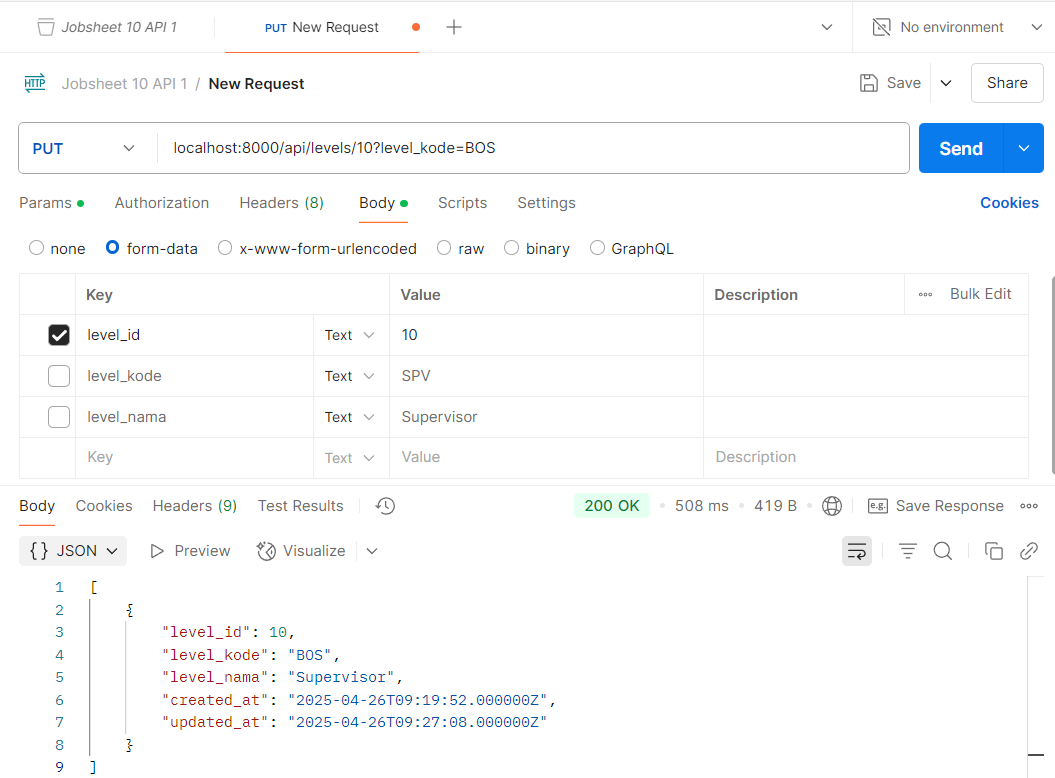 Jobsheet 10 API 1 PUT New Request No environment
HTTP Jobsheet 10 API 1 / New Request Save Share
PUT localhost:8000/api/levels/10?level_kode=BOS Send
Params Authorization Headers (8) Body Scripts Settings Cookies
none form-data x-www-form-urlencoded raw binary GraphQL
Key Value Description Bulk Edit
level_id Text 10
level_kode Text SPV
level_nama Text Supervisor
Key Text Value Description
Body Cookies Headers (9) Test Results 200 OK 508 ms 419 B e.g. Save Response
{} JSON Preview Visualize
1 [
2 {
3 "level_id": 10,
4 "level_kode": "BOS",
5 "level_nama": "Supervisor",
6 "created_at": "2025-04-26T09:19:52.000000Z",
7 "updated_at": "2025-04-26T09:27:08.000000Z"
8 }
9 ]